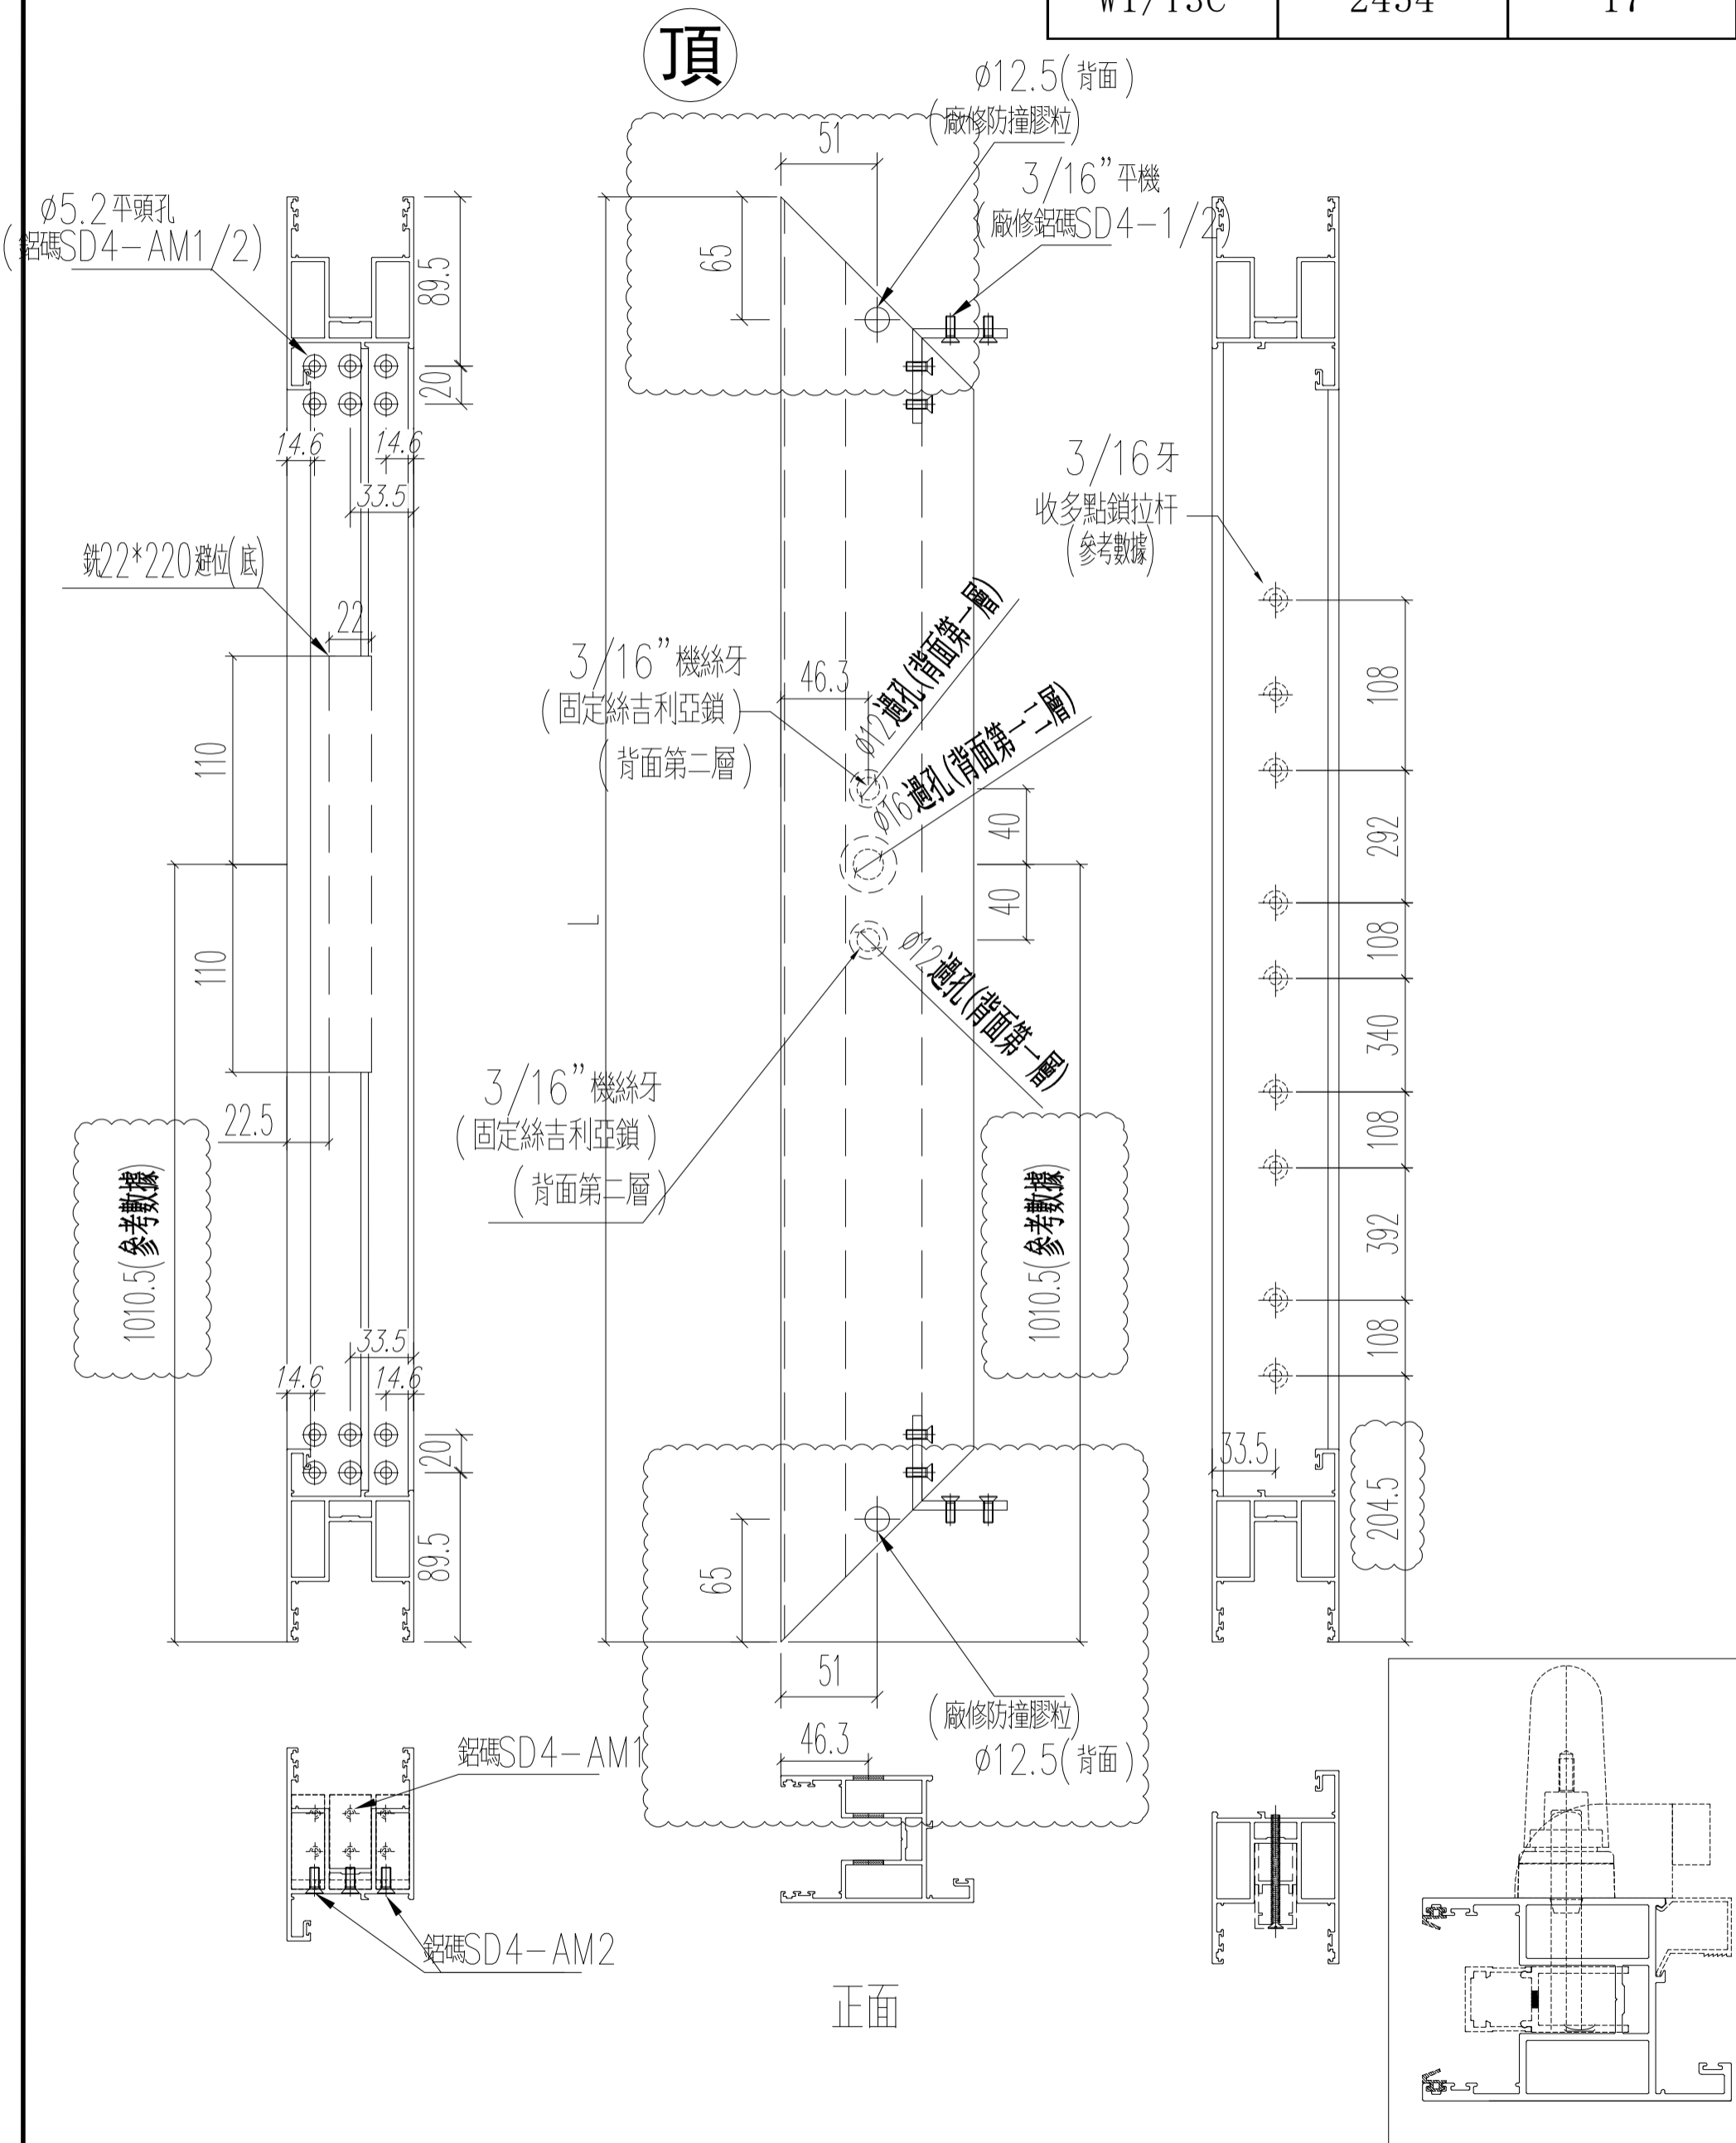 W1/13C
2454
17
頂
ø12.5(背面)
(廠修防撞膠粒)
51
3/16”平機
(廠修鋁碼SD4-1/2)
ø5.2平頭孔
(鋁碼SD4-AM1/2)
65
89.5
20
14.6
14.6
33.5
3/16牙
收多點鎖拉杆
(參考數據)
銑22*220避位(底)
22
3/16”機絲牙
(固定絲吉利亞鎖)
(背面第二層)
46.3
ø12過孔(背面第一層)
ø16過孔(背面第一二層)
108
110
40
292
40
108
110
L
ø12過孔(背面第一層)
340
3/16”機絲牙
(固定絲吉利亞鎖)
(背面第二層)
22.5
108
1010.5(參考數據)
1010.5(參考數據)
392
108
33.5
14.6
14.6
20
33.5
204.5
89.5
65
51
(廠修防撞膠粒)
ø12.5(背面)
鋁碼SD4-AM1
46.3
鋁碼SD4-AM2
正面